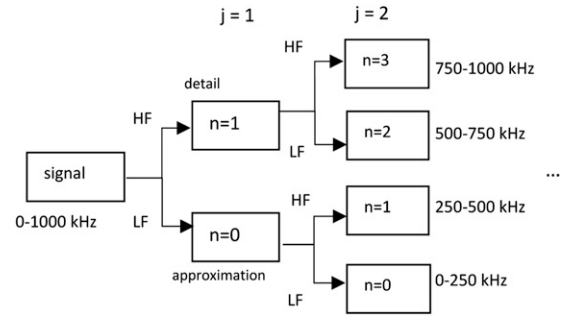 j = 1
j = 2
HF
n=3
750-1000 kHz
detail
HF
n=1
n=2
500-750 kHz
LF
signal
...
0-1000 kHz
LF
HF
n=1
250-500 kHz
n=0
approximation
LF
n=0
0-250 kHz